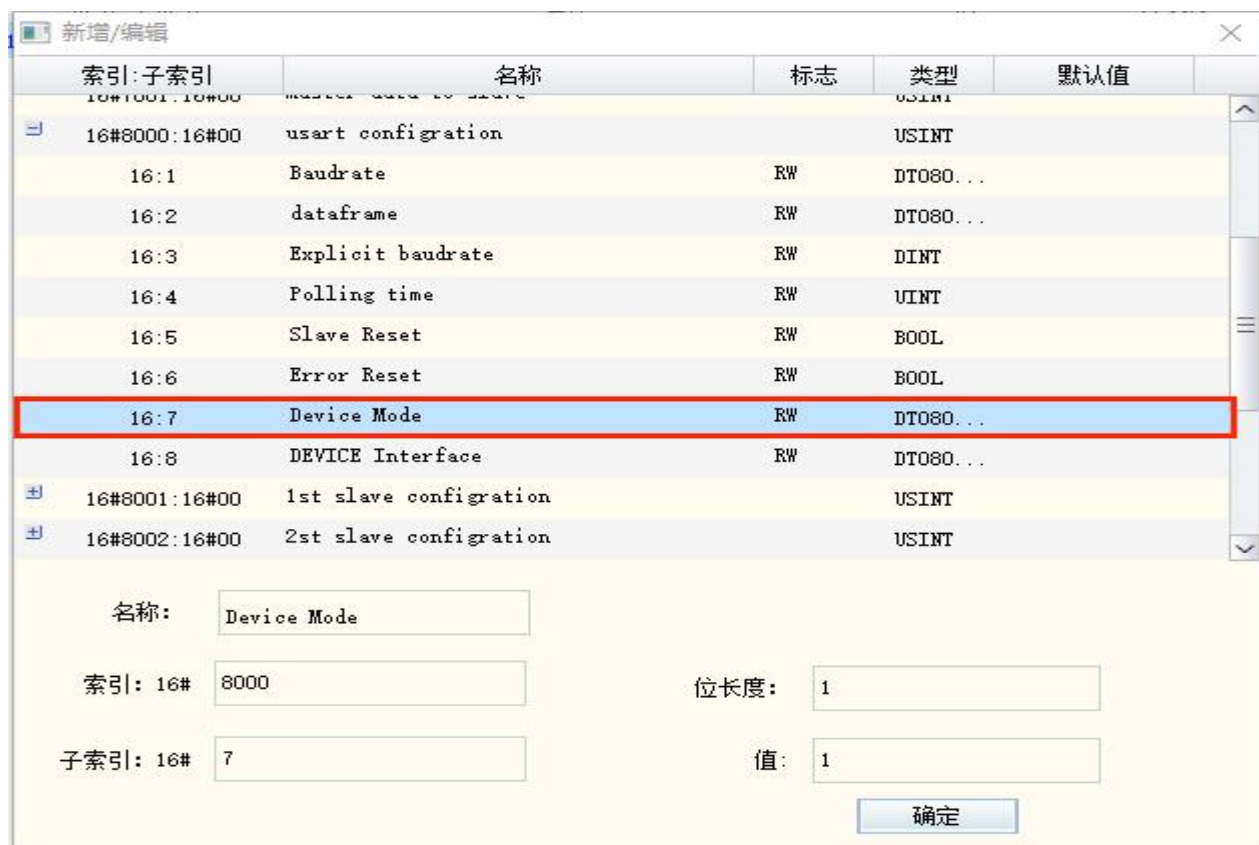 新增/编辑
索引:子索引 名称 标志 类型 默认值
16#8000:16#00 usart configration USINT
16:1 Baudrate RW DT080...
16:2 dataframe RW DT080...
16:3 Explicit baudrate RW DINT
16:4 Polling time RW UINT
16:5 Slave Reset RW BOOL
16:6 Error Reset RW BOOL
16:7 Device Mode RW DT080...
16:8 DEVICE Interface RW DT080...
16#8001:16#00 1st slave configration USINT
16#8002:16#00 2st slave configration USINT
名称: Device Mode
索引: 16# 8000 位长度: 1
子索引: 16# 7 值: 1
确定